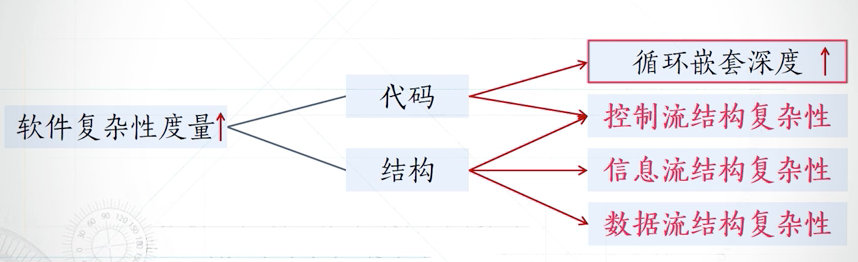 循环嵌套深度 ↑
代码
软件复杂性度量↑
控制流结构复杂性
结构
信息流结构复杂性
数据流结构复杂性